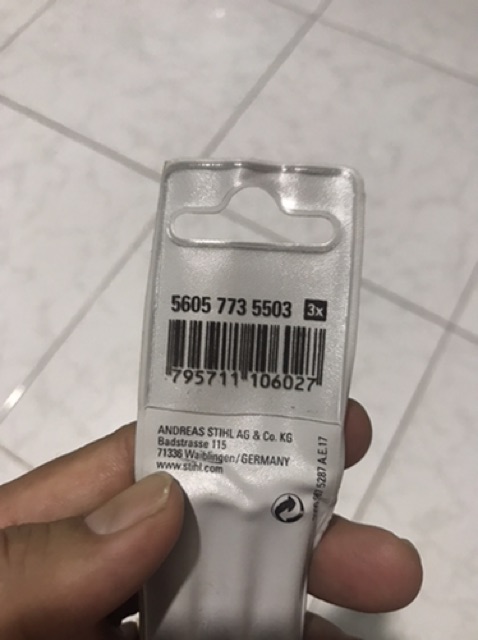 5605 773 5503 3x
795711 106027
ANDREAS STIHL AG & Co. KG
Badstrasse 115
71336 Waiblingen/GERMANY
www.stihl.com
5287 A.E.17